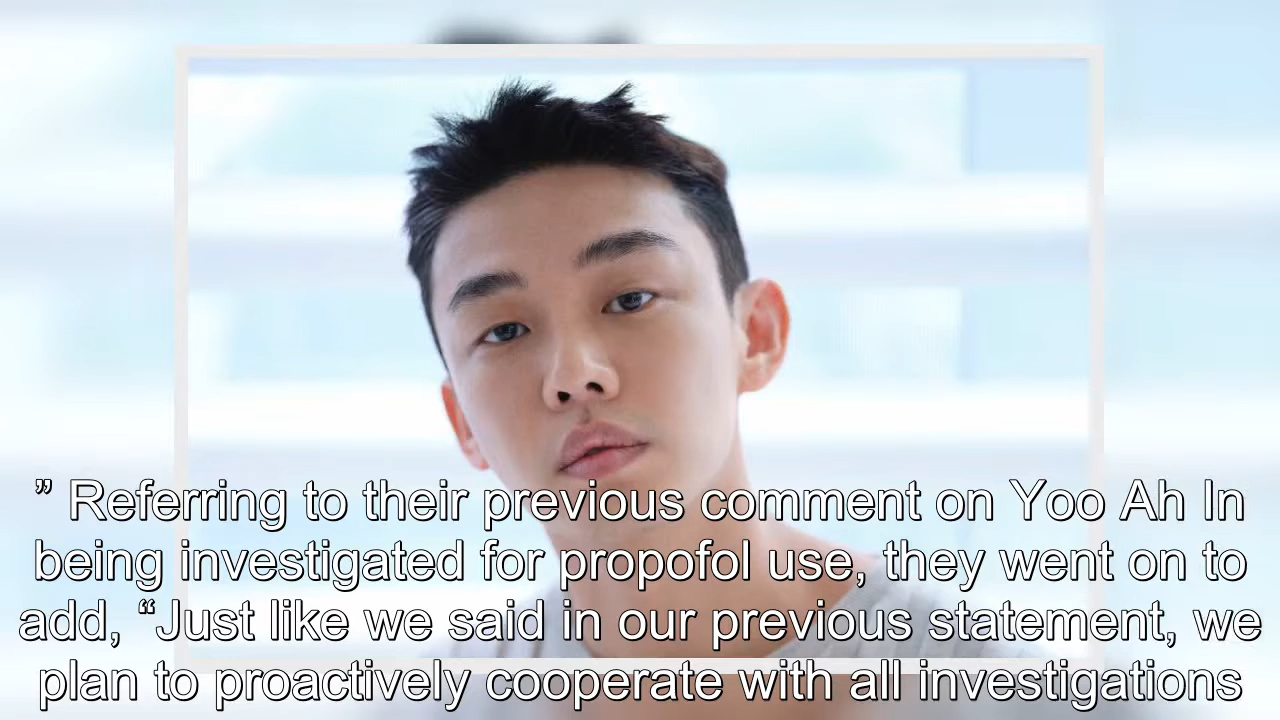 ” Referring to their previous comment on Yoo Ah In
being investigated for propofol use, they went on to
add, “Just like we said in our previous statement, we
plan to proactively cooperate with all investigations